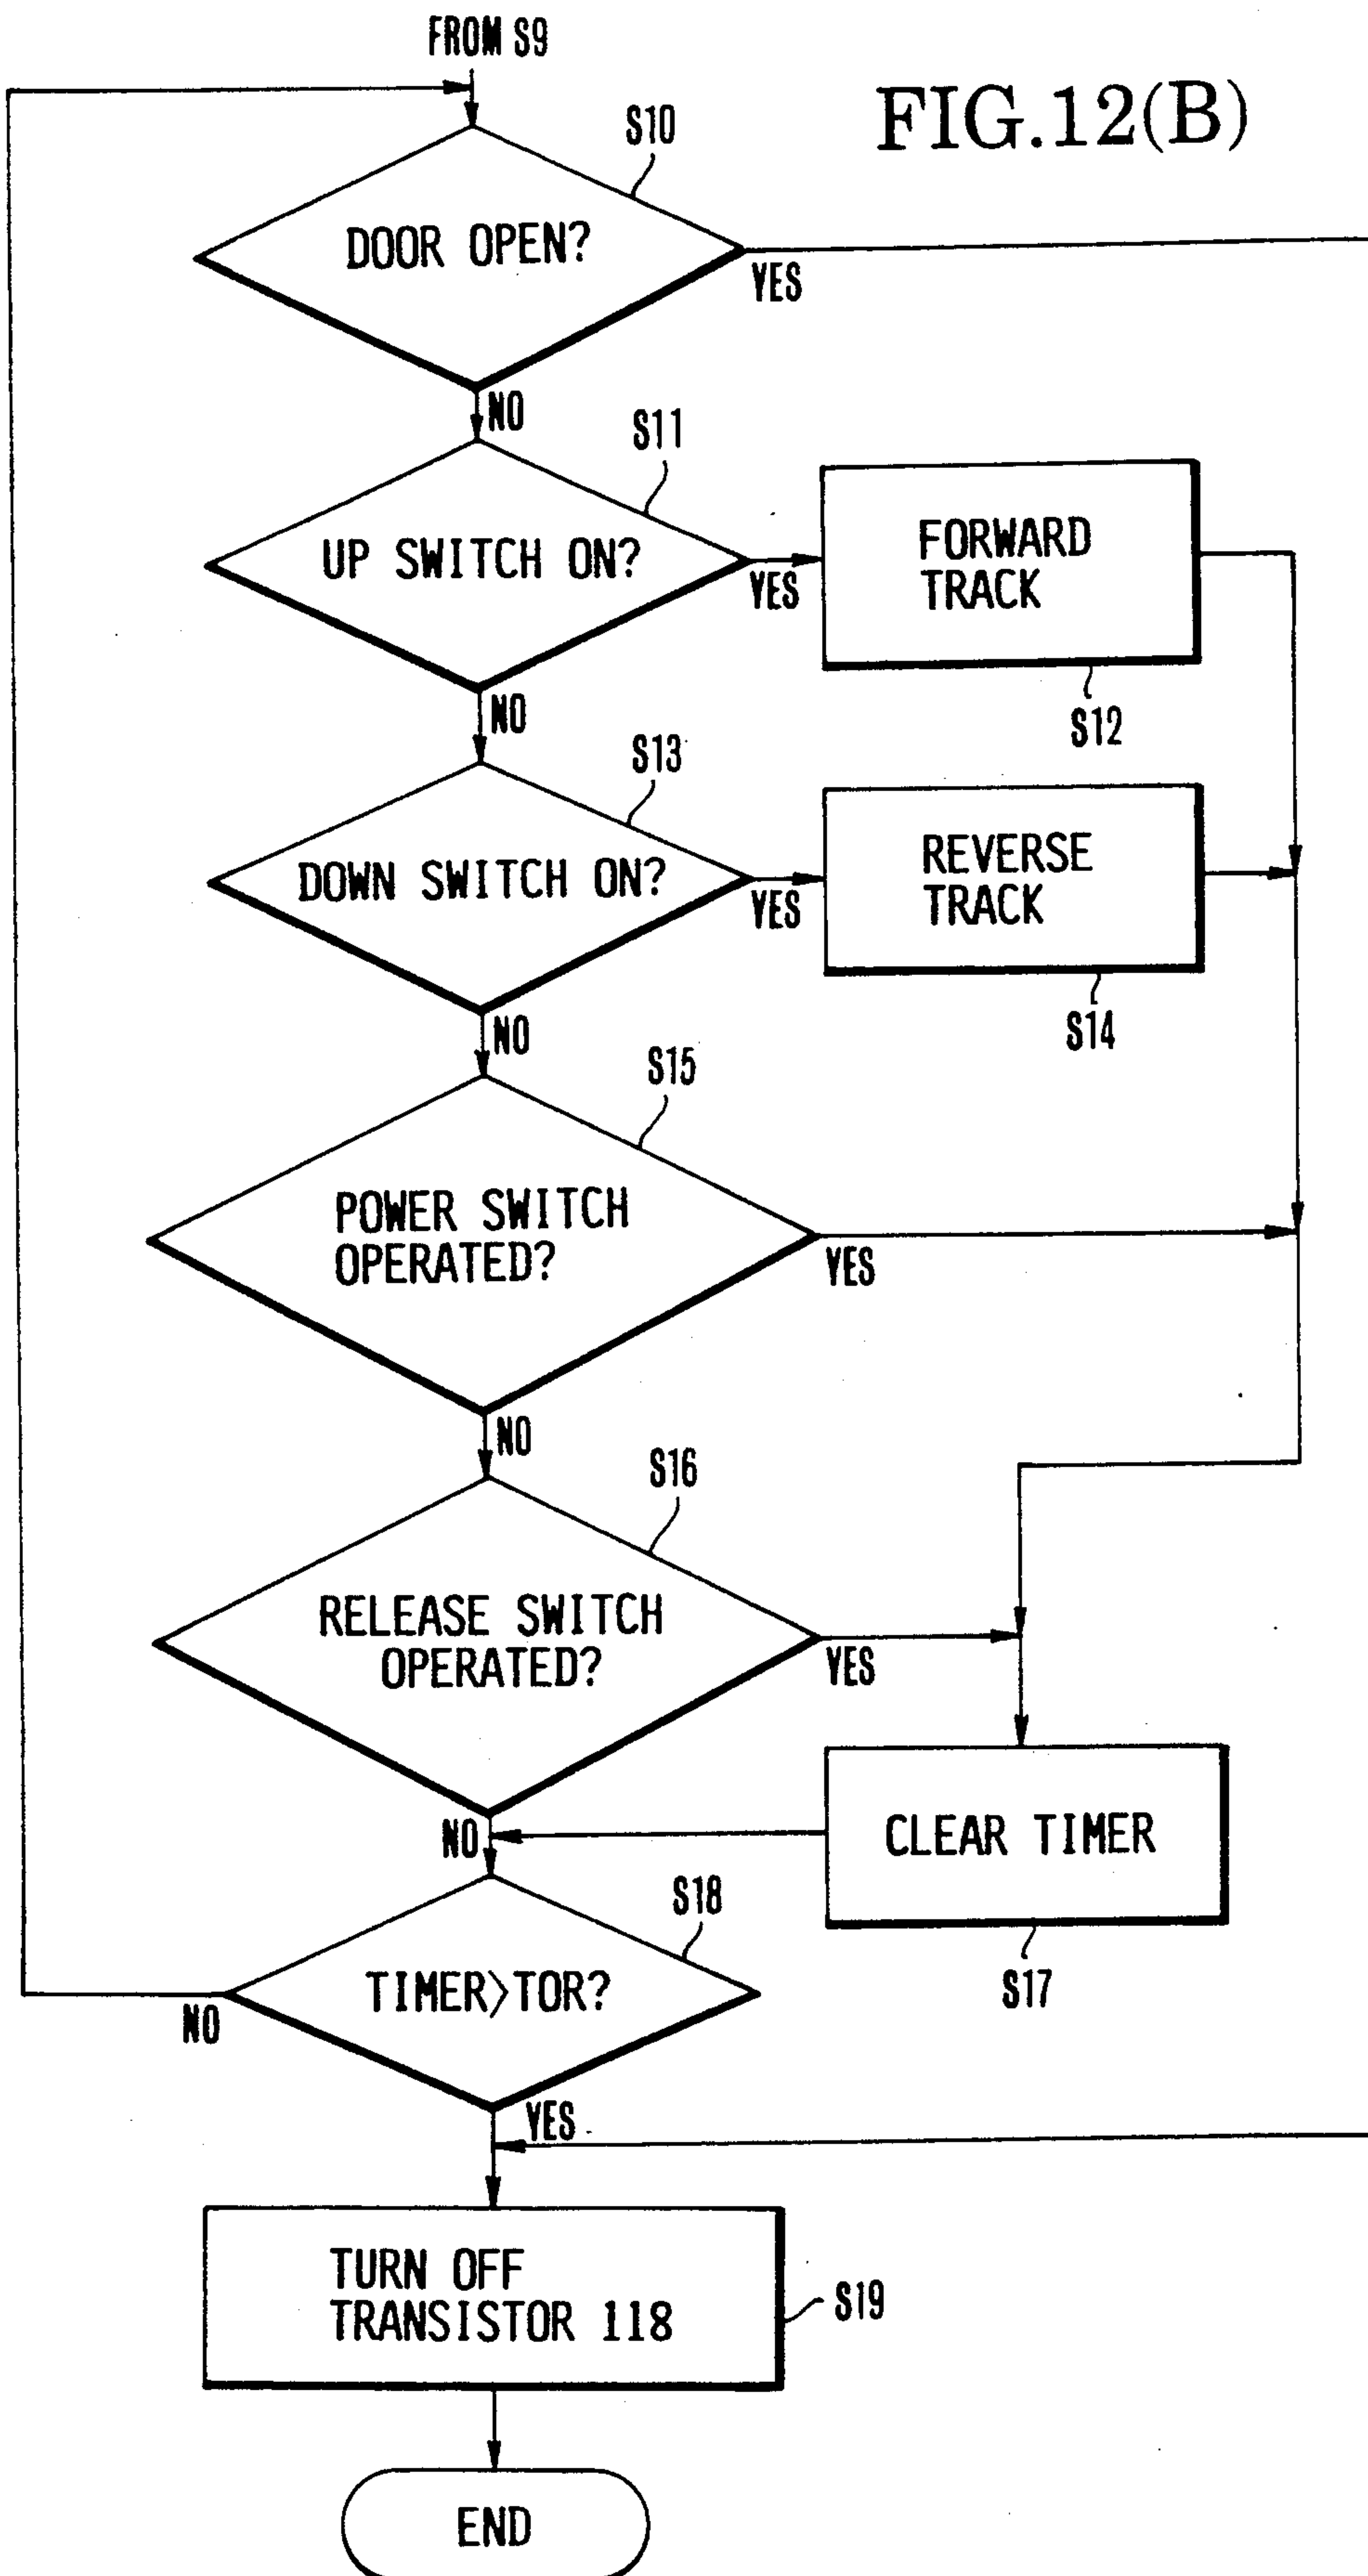 FROM S9
FIG.12(B)
S10
DOOR OPEN?
YES
NO
S11
UP SWITCH ON?
YES
FORWARD
TRACK
S12
NO
S13
DOWN SWITCH ON?
YES
REVERSE
TRACK
S14
NO
S15
POWER SWITCH
OPERATED?
YES
NO
S16
RELEASE SWITCH
OPERATED?
YES
NO
CLEAR TIMER
S17
S18
TIMER>TOR?
NO
YES
TURN OFF
TRANSISTOR 118
S19
END